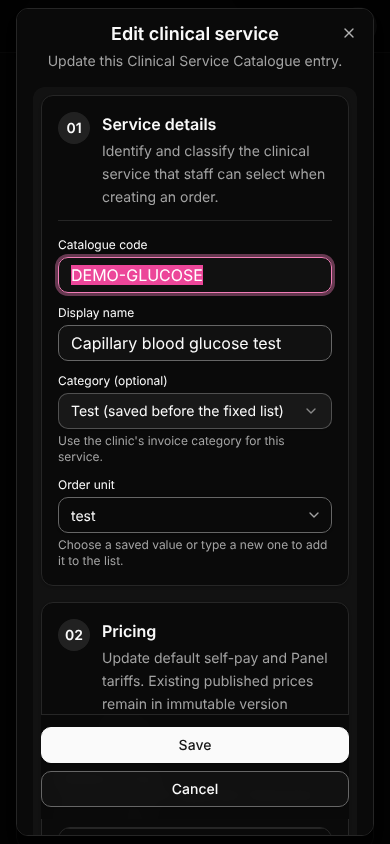 Edit clinical service
Update this Clinical Service Catalogue entry.
01
Service details
Identify and classify the clinical
service that staff can select when
creating an order.
Catalogue code
DEMO-GLUCOSE
Display name
Capillary blood glucose test
Category (optional)
Test (saved before the fixed list)
Use the clinic's invoice category for this
service.
Order unit
test
Choose a saved value or type a new one to add
it to the list.
02
Pricing
Update default self-pay and Panel
tariffs. Existing published prices
remain in immutable version
Save
Cancel